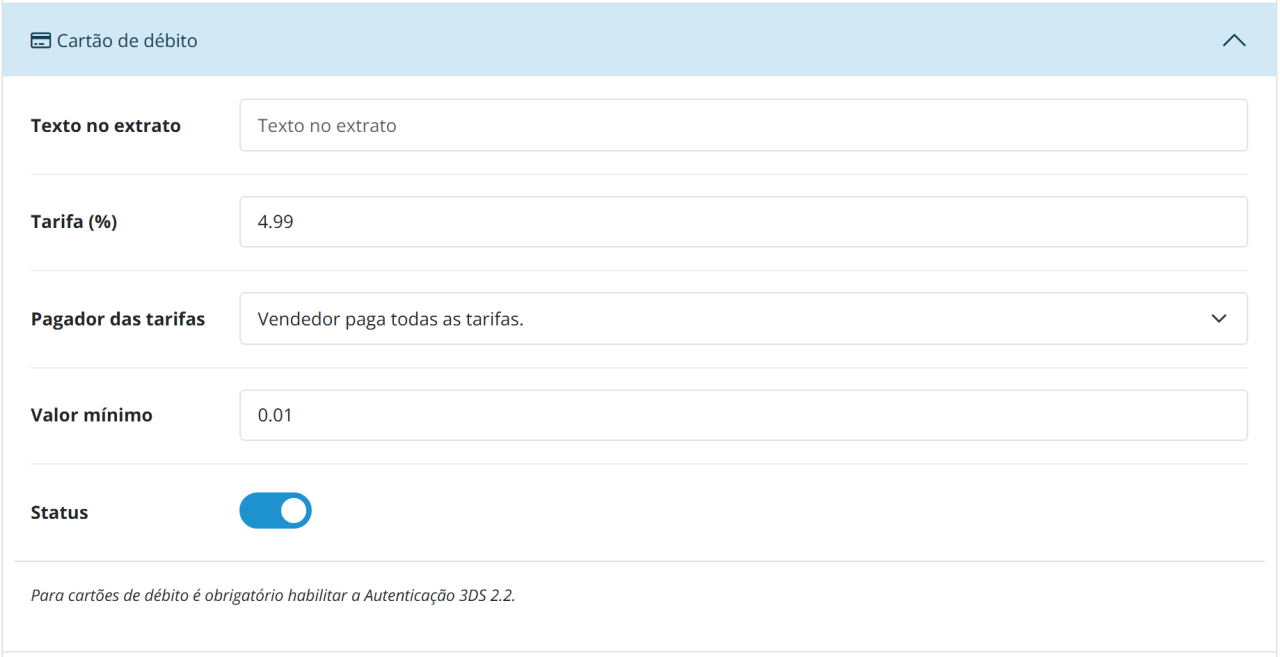 Cartão de débito
Texto no extrato
Texto no extrato
Tarifa (%)
4.99
Pagador das tarifas
Vendedor paga todas as tarifas.
Valor mínimo
0.01
Status
Para cartões de débito é obrigatório habilitar a Autenticação 3DS 2.2.